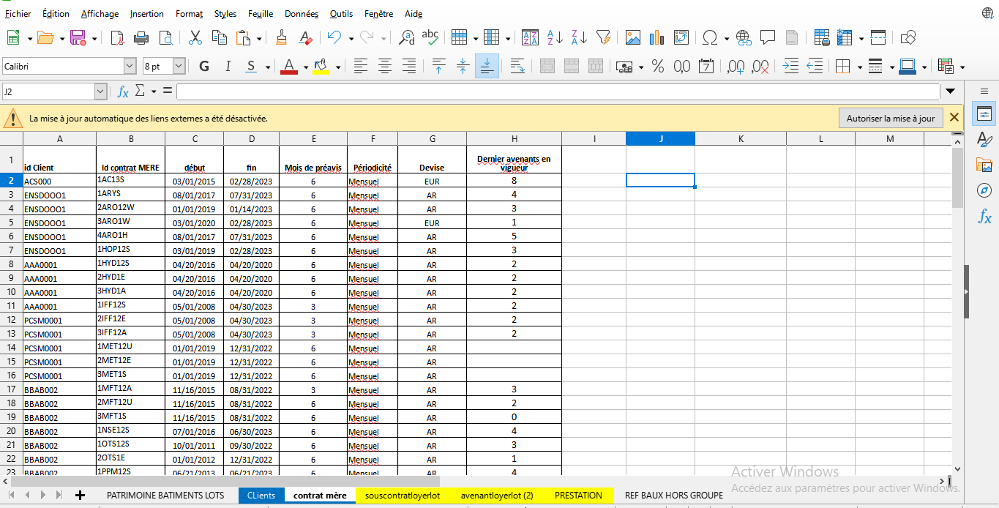 Fichier Édition Affichage Insertion Format Styles Feuille Données Outils Fenêtre Aide
Calibri 8 pt G I S A % 0,0 7 ,00 ,00
J2 fx Σ =
La mise à jour automatique des liens externes a été désactivée. Autoriser la mise à jour
A B C D E F G H I J K L M
1 id Client Id contrat MERE début fin Mois de préavis Périodicité Devise Dernier avenants en vigueur
2 ACS000 1AC13S 03/01/2015 02/28/2023 6 Mensuel EUR 8
3 ENSDOOO1 1ARYS 08/01/2017 07/31/2023 6 Mensuel AR 4
4 ENSDOOO1 2ARO12W 01/01/2019 01/14/2023 6 Mensuel AR 3
5 ENSDOOO1 3ARO1W 03/01/2020 02/28/2023 6 Mensuel EUR 1
6 ENSDOOO1 4ARO1H 08/01/2017 07/31/2023 6 Mensuel AR 5
7 ENSDOOO1 1HOP12S 03/01/2019 02/28/2023 6 Mensuel AR 3
8 AAA0001 1HYD12S 04/20/2016 04/20/2020 6 Mensuel AR 2
9 AAA0001 2HYD1E 04/20/2016 04/20/2020 6 Mensuel AR 2
10 AAA0001 3HYD1A 04/20/2016 04/20/2020 6 Mensuel AR 2
11 AAA0001 1IFF12S 05/01/2008 04/30/2023 3 Mensuel AR 2
12 PCSM0001 2IFF12E 05/01/2008 04/30/2023 3 Mensuel AR 2
13 PCSM0001 3IFF12A 05/01/2008 04/30/2023 3 Mensuel AR 2
14 PCSM0001 1MET12U 01/01/2019 12/31/2022 6 Mensuel AR
15 PCSM0001 2MET12E 01/01/2019 12/31/2022 6 Mensuel AR
16 PCSM0001 3MET1S 01/01/2019 12/31/2022 6 Mensuel AR
17 BBAB002 1MFT12A 11/16/2015 08/31/2022 3 Mensuel AR 3
18 BBAB002 2MFT12U 11/16/2015 08/31/2022 6 Mensuel AR 2
19 BBAB002 3MFT1S 11/16/2015 08/31/2022 6 Mensuel AR 0
20 BBAB002 1NSE12S 07/01/2016 06/30/2023 6 Mensuel AR 4
21 BBAB002 1OTS12S 10/01/2011 09/30/2022 6 Mensuel AR 3
22 BBAB002 2OTS1E 01/01/2012 12/31/2022 6 Mensuel AR 1
23 BBAB002 1PPM12S 06/21/2013 06/21/2023 6 Mensuel AR 4
Activer Windows
Accédez aux paramètres pour activer Windows.
PATRIMOINE BATIMENTS LOTS CLients contrat mère souscontratloyerlot avenantloyerlot (2) PRESTATION REF BAUX HORS GROUPE